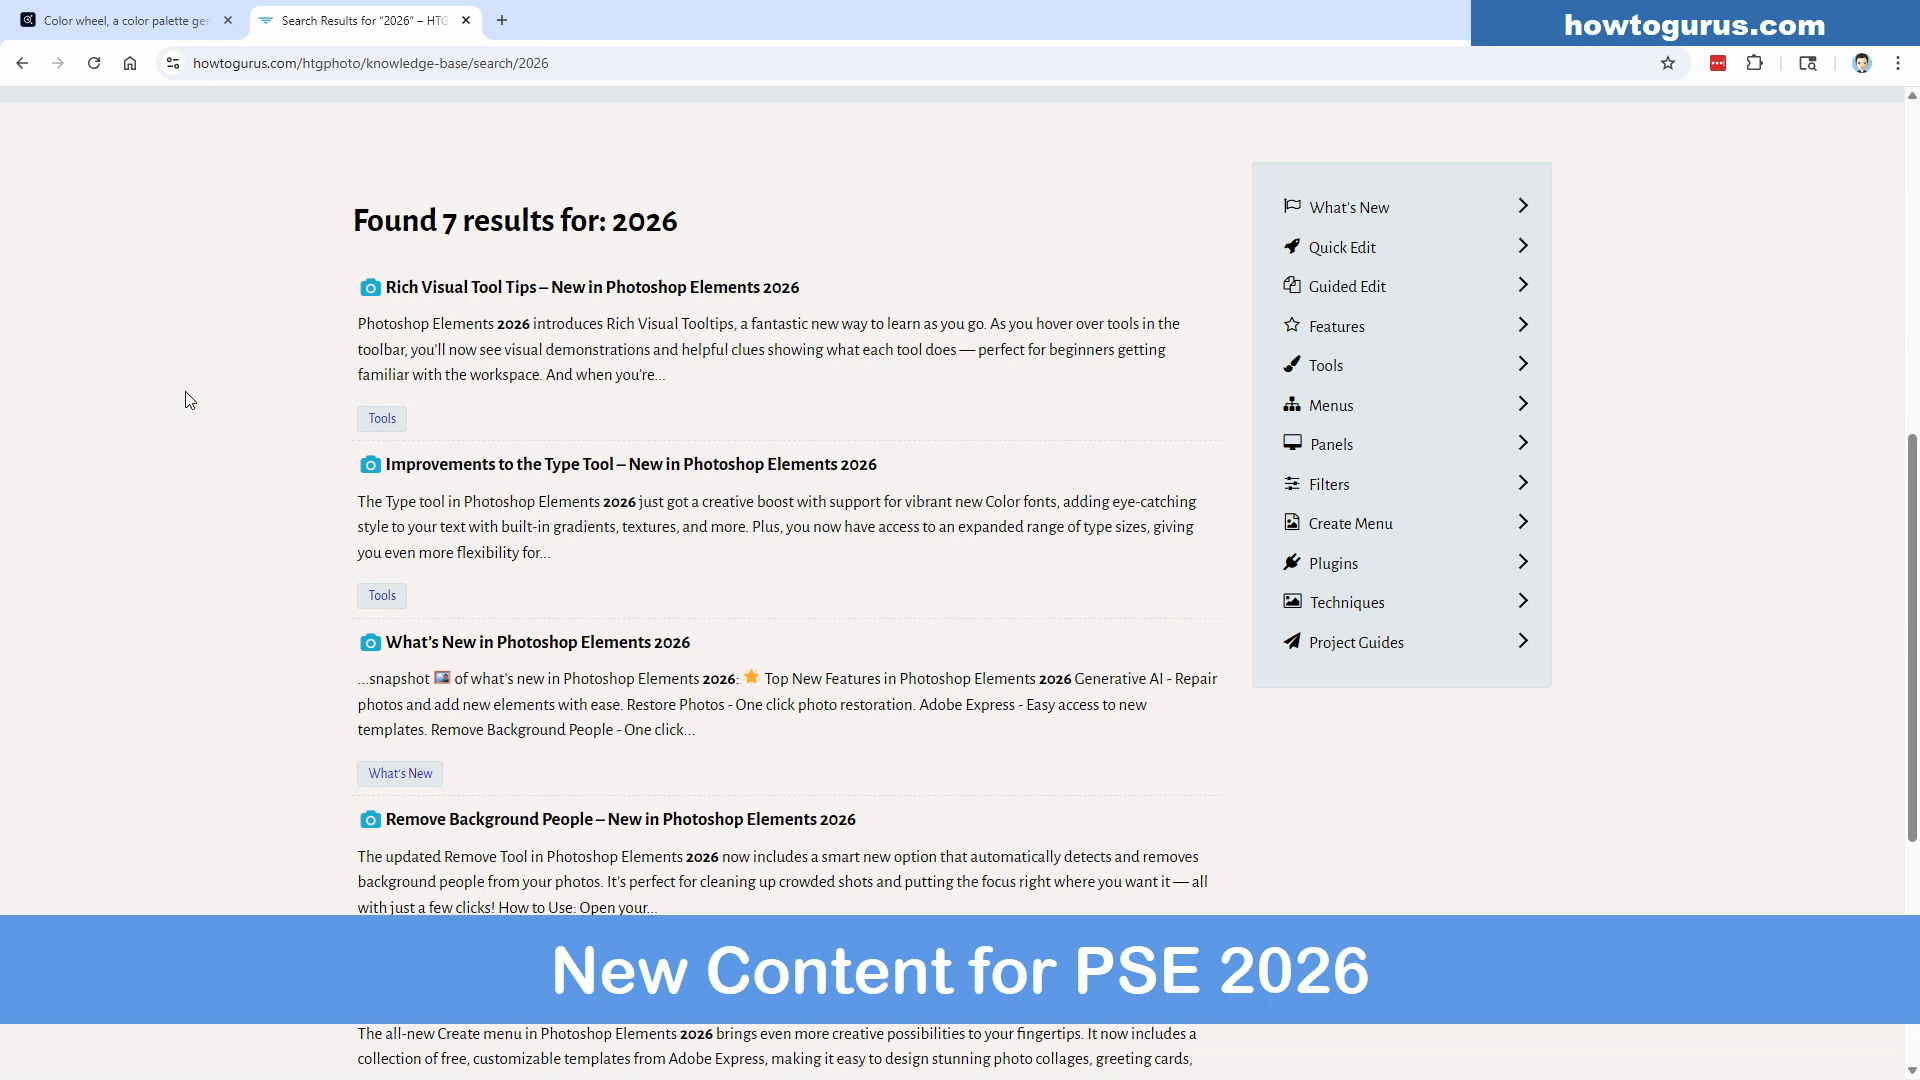 Color wheel, a color palette ger
Search Results for “2026” – HTG
howtogurus.com
howtogurus.com/htgphoto/knowledge-base/search/2026
Found 7 results for: 2026
Rich Visual Tool Tips – New in Photoshop Elements 2026
Photoshop Elements 2026 introduces Rich Visual Tooltips, a fantastic new way to learn as you go. As you hover over tools in the
toolbar, you’ll now see visual demonstrations and helpful clues showing what each tool does — perfect for beginners getting
familiar with the workspace. And when you’re...
Tools
Improvements to the Type Tool – New in Photoshop Elements 2026
The Type tool in Photoshop Elements 2026 just got a creative boost with support for vibrant new Color fonts, adding eye-catching
style to your text with built-in gradients, textures, and more. Plus, you now have access to an expanded range of type sizes, giving
you even more flexibility for...
Tools
What’s New in Photoshop Elements 2026
...snapshot 🖼️ of what’s new in Photoshop Elements 2026: 🌟 Top New Features in Photoshop Elements 2026 Generative AI - Repair
photos and add new elements with ease. Restore Photos - One click photo restoration. Adobe Express - Easy access to new
templates. Remove Background People - One click...
What's New
Remove Background People – New in Photoshop Elements 2026
The updated Remove Tool in Photoshop Elements 2026 now includes a smart new option that automatically detects and removes
background people from your photos. It’s perfect for cleaning up crowded shots and putting the focus right where you want it — all
with just a few clicks! How to Use: Open your...
What's New
Quick Edit
Guided Edit
Features
Tools
Menus
Panels
Filters
Create Menu
Plugins
Techniques
Project Guides
New Content for PSE 2026
The all-new Create menu in Photoshop Elements 2026 brings even more creative possibilities to your fingertips. It now includes a
collection of free, customizable templates from Adobe Express, making it easy to design stunning photo collages, greeting cards,